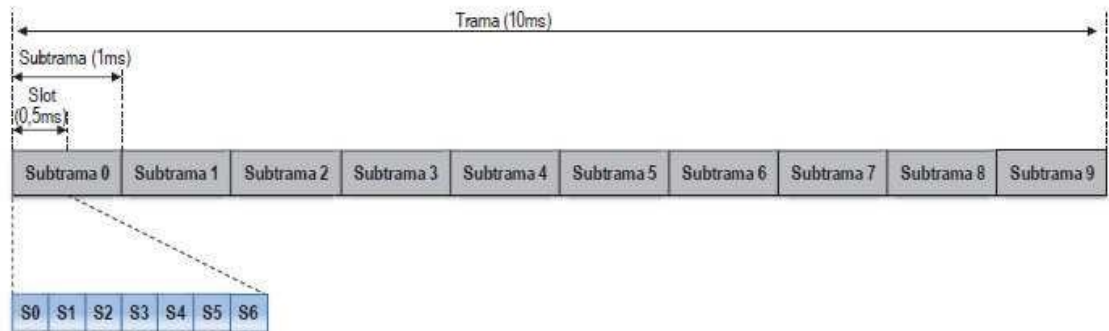 Trama (10ms)
Subtrama (1ms)
Slot
(0,5ms)
Subtrama 0 Subtrama 1 Subtrama 2 Subtrama 3 Subtrama 4 Subtrama 5 Subtrama 6 Subtrama 7 Subtrama 8 Subtrama 9
S0 S1 S2 S3 S4 S5 S6